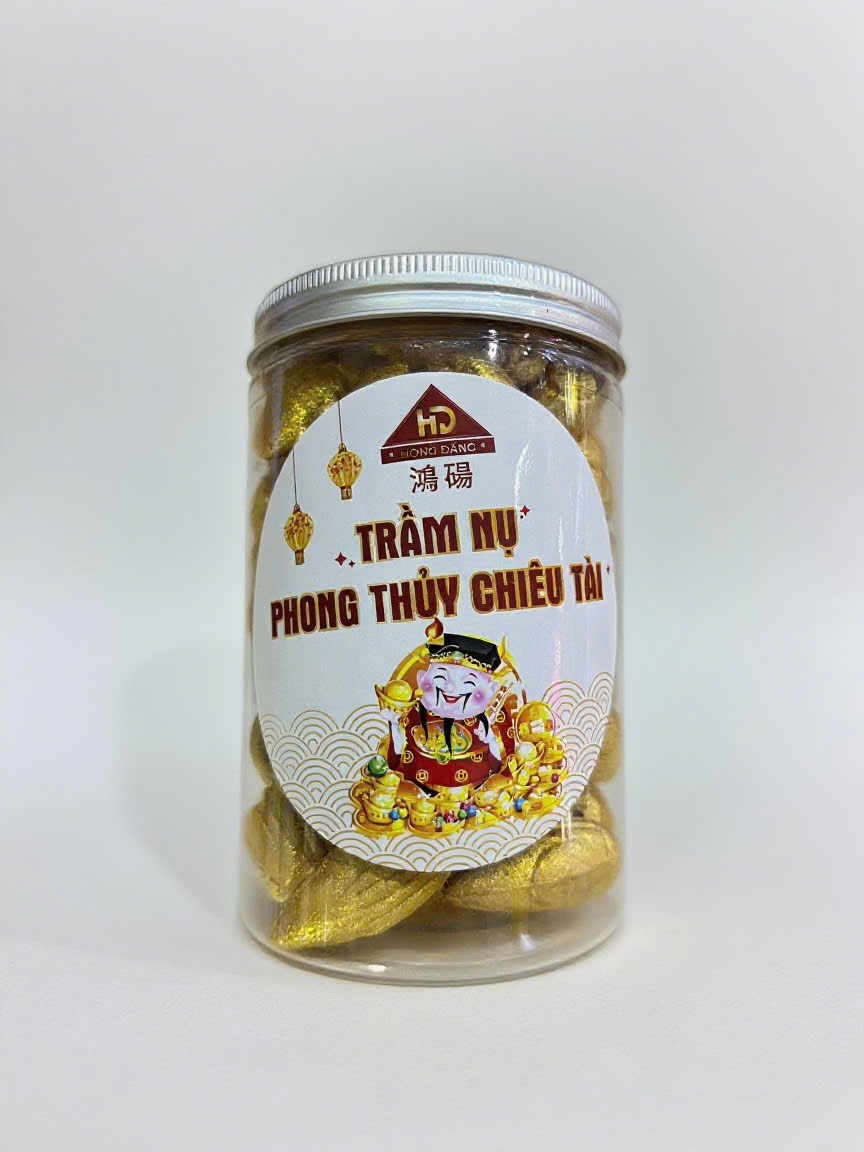 HD
HỒNG ĐĂNG
鴻碭
TRẦM NỤ
PHONG THỦY CHIÊU TÀI